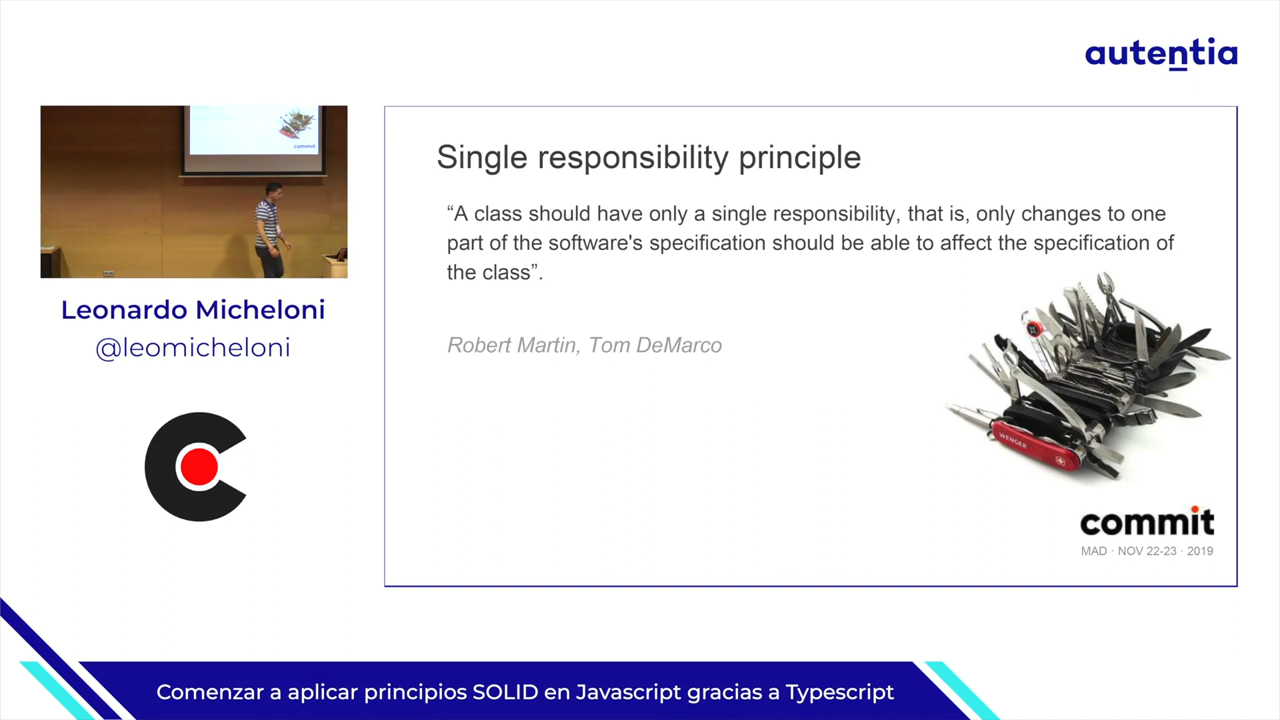 autentia
Single responsibility principle
“A class should have only a single responsibility, that is, only changes to one
part of the software's specification should be able to affect the specification of
the class”.
Robert Martin, Tom DeMarco
WENGER
commit
MAD · NOV 22-23 · 2019
commit
Leonardo Micheloni
@leomicheloni
Comenzar a aplicar principios SOLID en Javascript gracias a Typescript